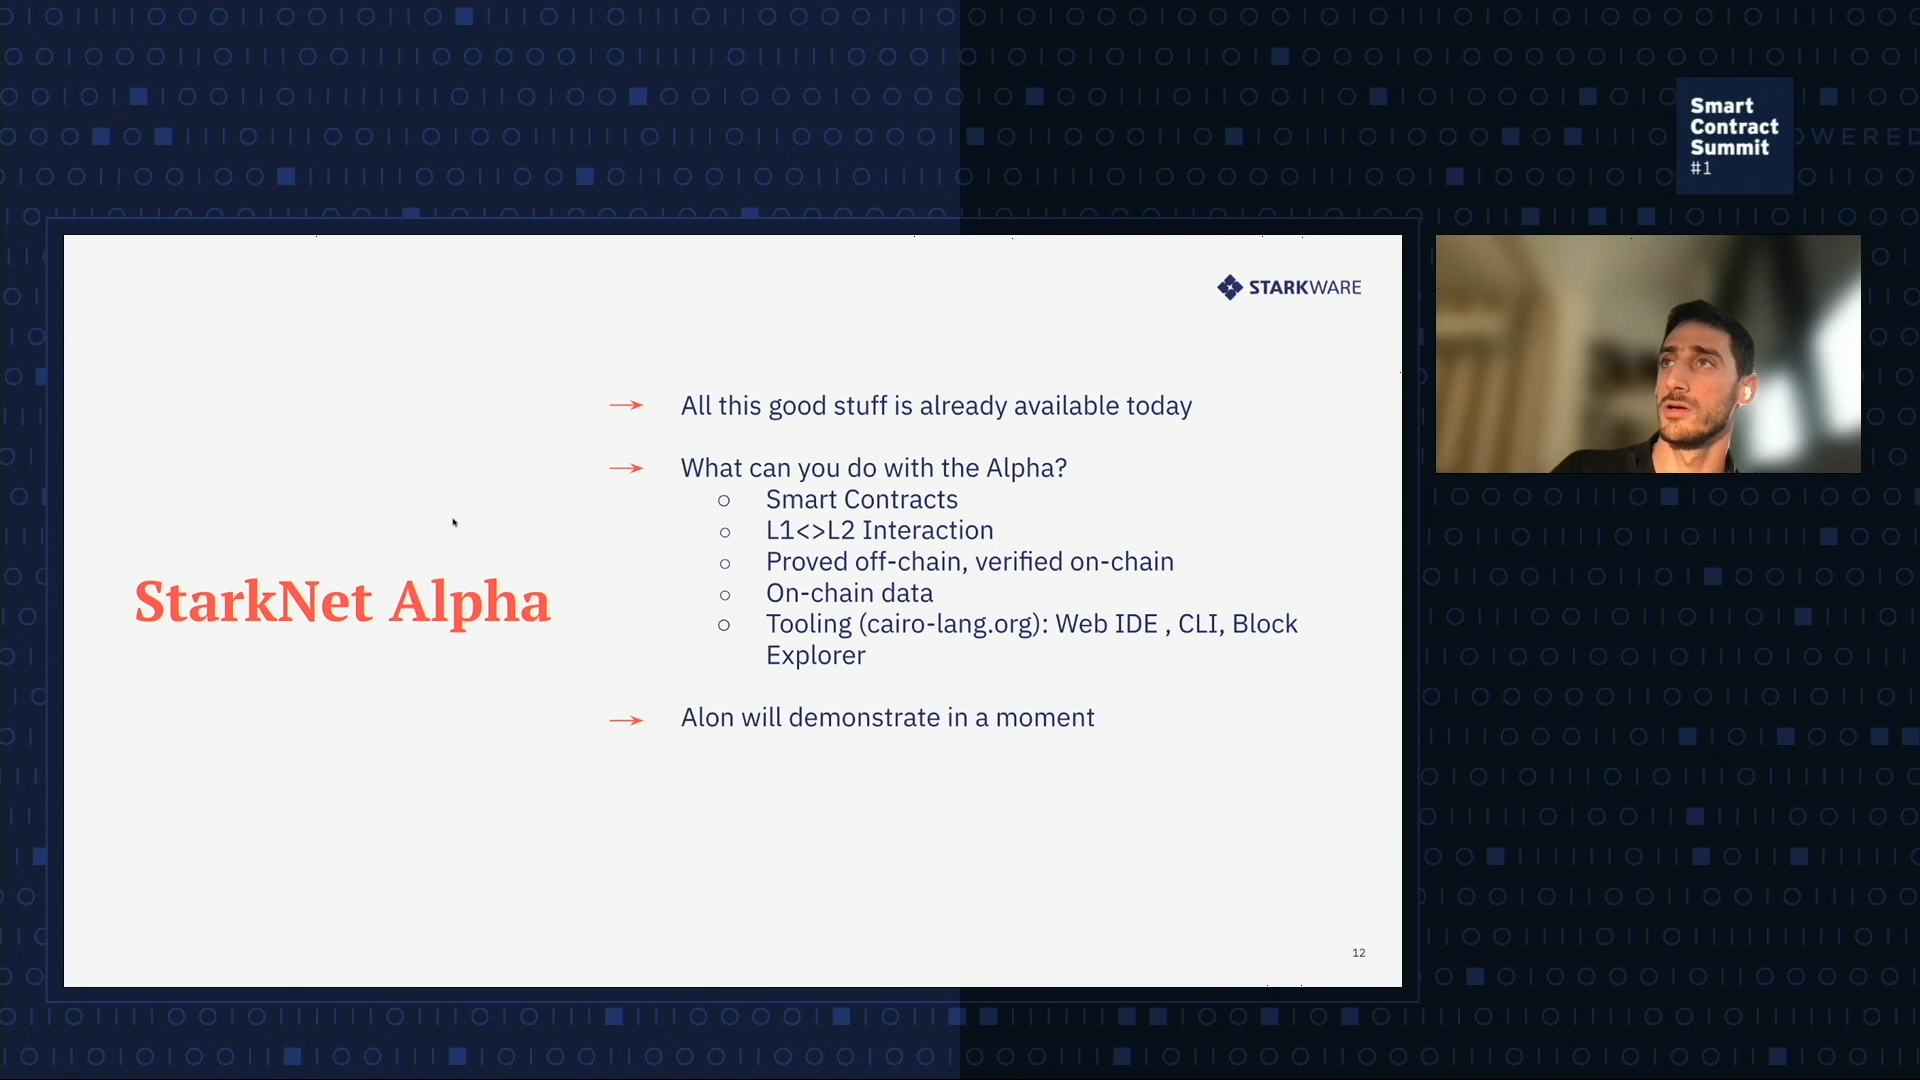 Smart
Contract
Summit
#1
OWERED
STARKWARE
StarkNet Alpha
All this good stuff is already available today
What can you do with the Alpha?
Smart Contracts
L1<>L2 Interaction
Proved off-chain, verified on-chain
On-chain data
Tooling (cairo-lang.org): Web IDE , CLI, Block
Explorer
Alon will demonstrate in a moment
12